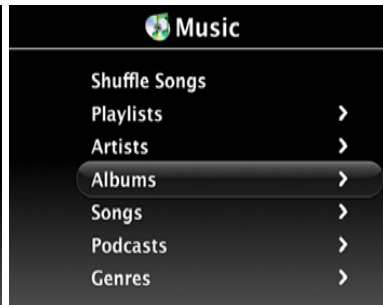 Music
Shuffle Songs
Playlists
Artists
Albums
Songs
Podcasts
Genres